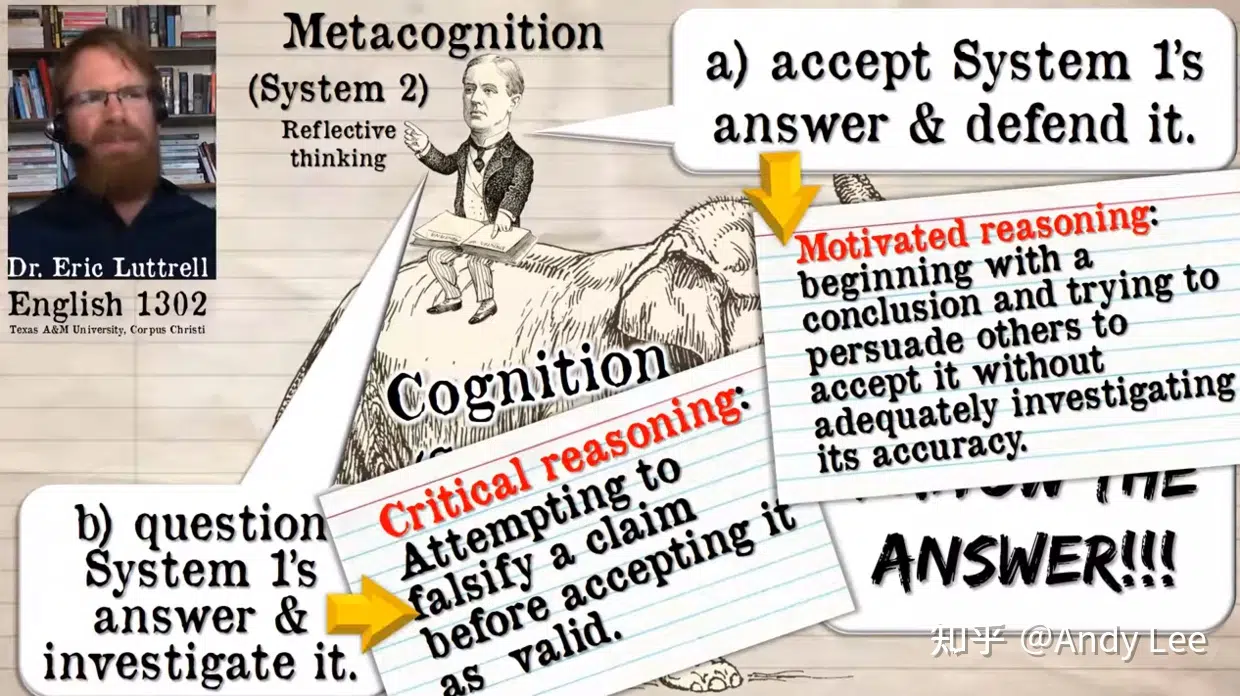 Metacognition
(System 2)
Reflective
thinking
Dr. Eric Luttrell
English 1302
Texas A&M University, Corpus Christi
a) accept System 1's
answer & defend it.
Motivated reasoning:
beginning with a
conclusion and trying to
persuade others to
accept it without
adequately investigating
its accuracy.
Cognition
Critical reasoning:
Attempting to
falsify a claim
before accepting it
as valid.
b) question
System 1's
answer &
investigate it.
THE
ANSWER!!!
知乎 @Andy Lee